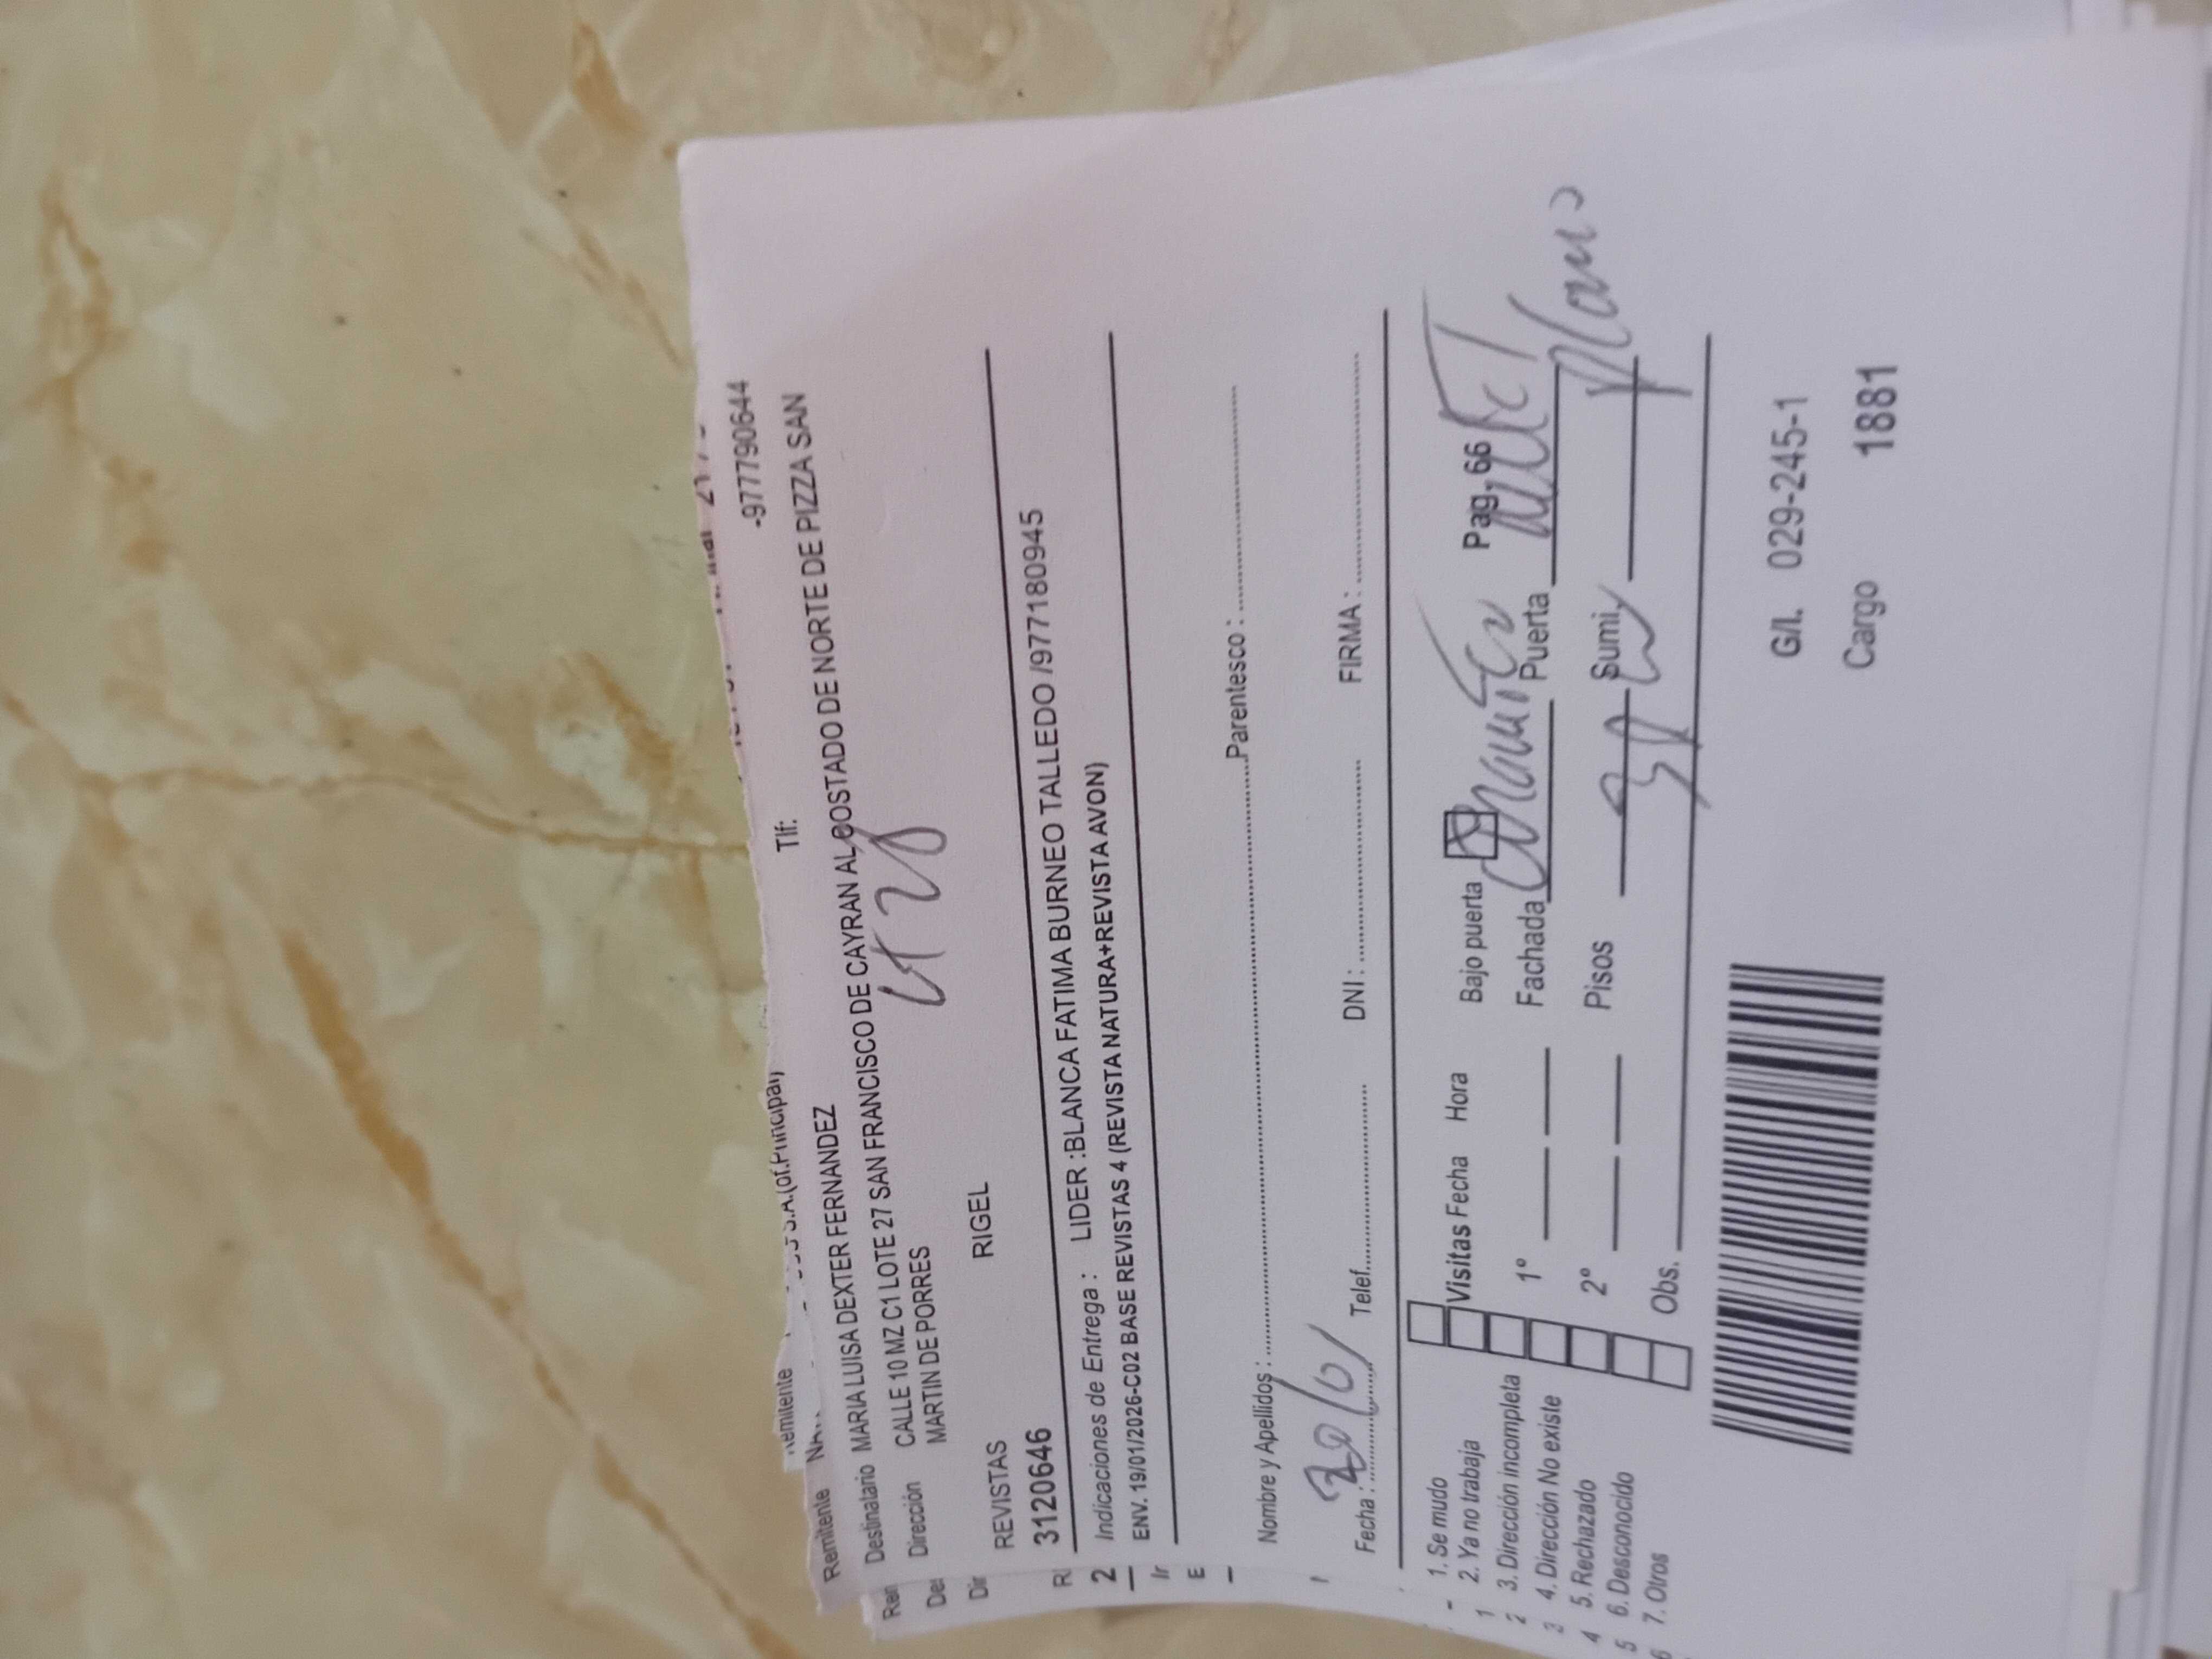 Remitente
S.A.(of.Principal)
Remitente
Tlf: -977790644
Destinatario MARIA LUISA DEXTER FERNANDEZ
Dirección CALLE 10 MZ C1 LOTE 27 SAN FRANCISCO DE CAYRAN AL COSTADO DE NORTE DE PIZZA SAN
MARTIN DE PORRES
REVISTAS RIGEL
3120646
Indicaciones de Entrega : LIDER :BLANCA FATIMA BURNEO TALLEDO /977180945
ENV. 19/01/2026-C02 BASE REVISTAS 4 (REVISTA NATURA+REVISTA AVON)
Nombre y Apellidos : Parentesco :
Fecha : 20/01 Telef. DNI : FIRMA :
1. Se mudo
2. Ya no trabaja
3. Dirección incompleta
4. Dirección No existe
5. Rechazado
6. Desconocido
7. Otros
Visitas Fecha Hora Bajo puerta Pag, 66
1º Fachada Puerta
2º Pisos 3P Sumi,
Obs.
G/l. 029-245-1
Cargo 1881